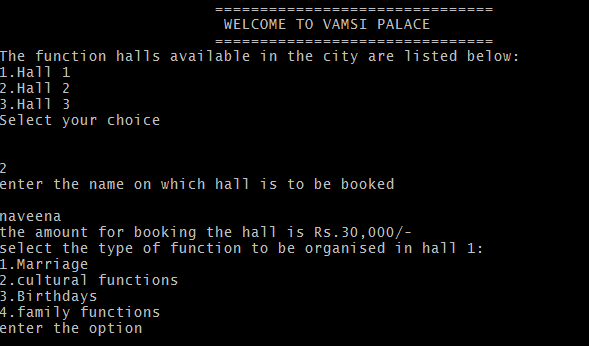 ===============================
WELCOME TO VAMSI PALACE
===============================
The function halls available in the city are listed below:
1.Hall 1
2.Hall 2
3.Hall 3
Select your choice
2
enter the name on which hall is to be booked
naveena
the amount for booking the hall is Rs.30,000/-
select the type of function to be organised in hall 1:
1.Marriage
2.cultural functions
3.Birthdays
4.family functions
enter the option